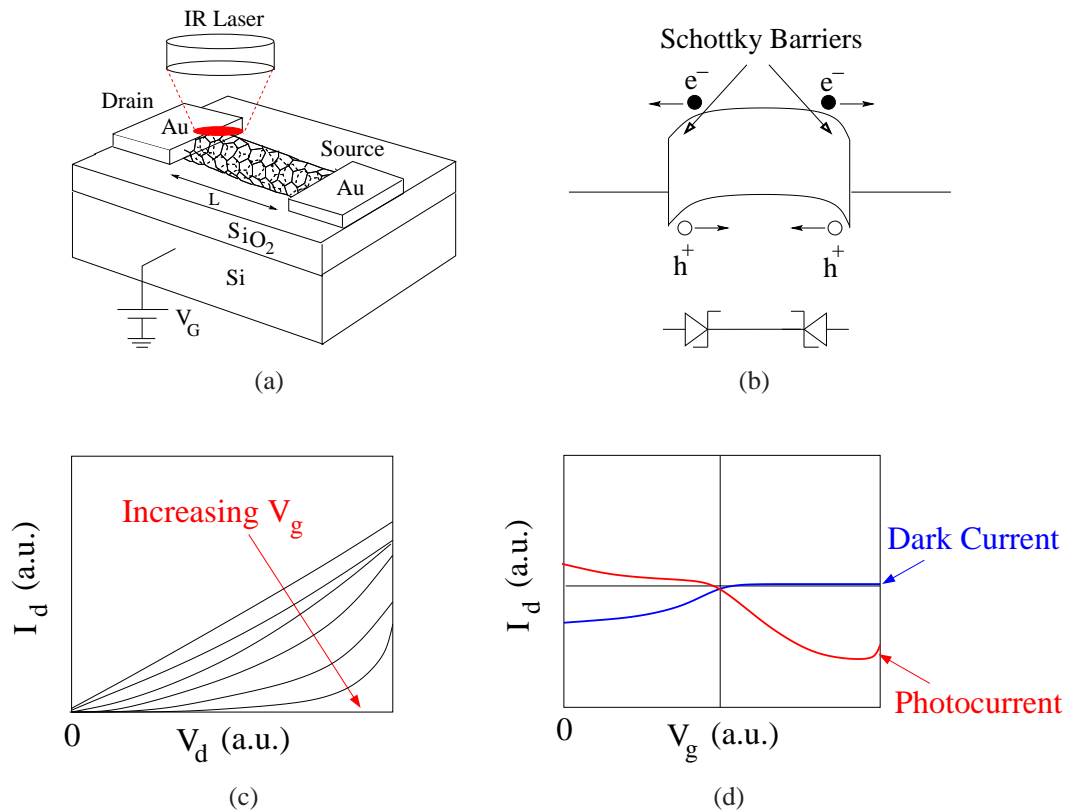 IR Laser
Drain
Au
Source
Au
L
SiO2
Si
VG
(a)
Schottky Barriers
e− e−
h+ h+
(b)
Increasing Vg
Id (a.u.)
0
Vd (a.u.)
(c)
Dark Current
Id (a.u.)
Photocurrent
0
Vg (a.u.)
(d)